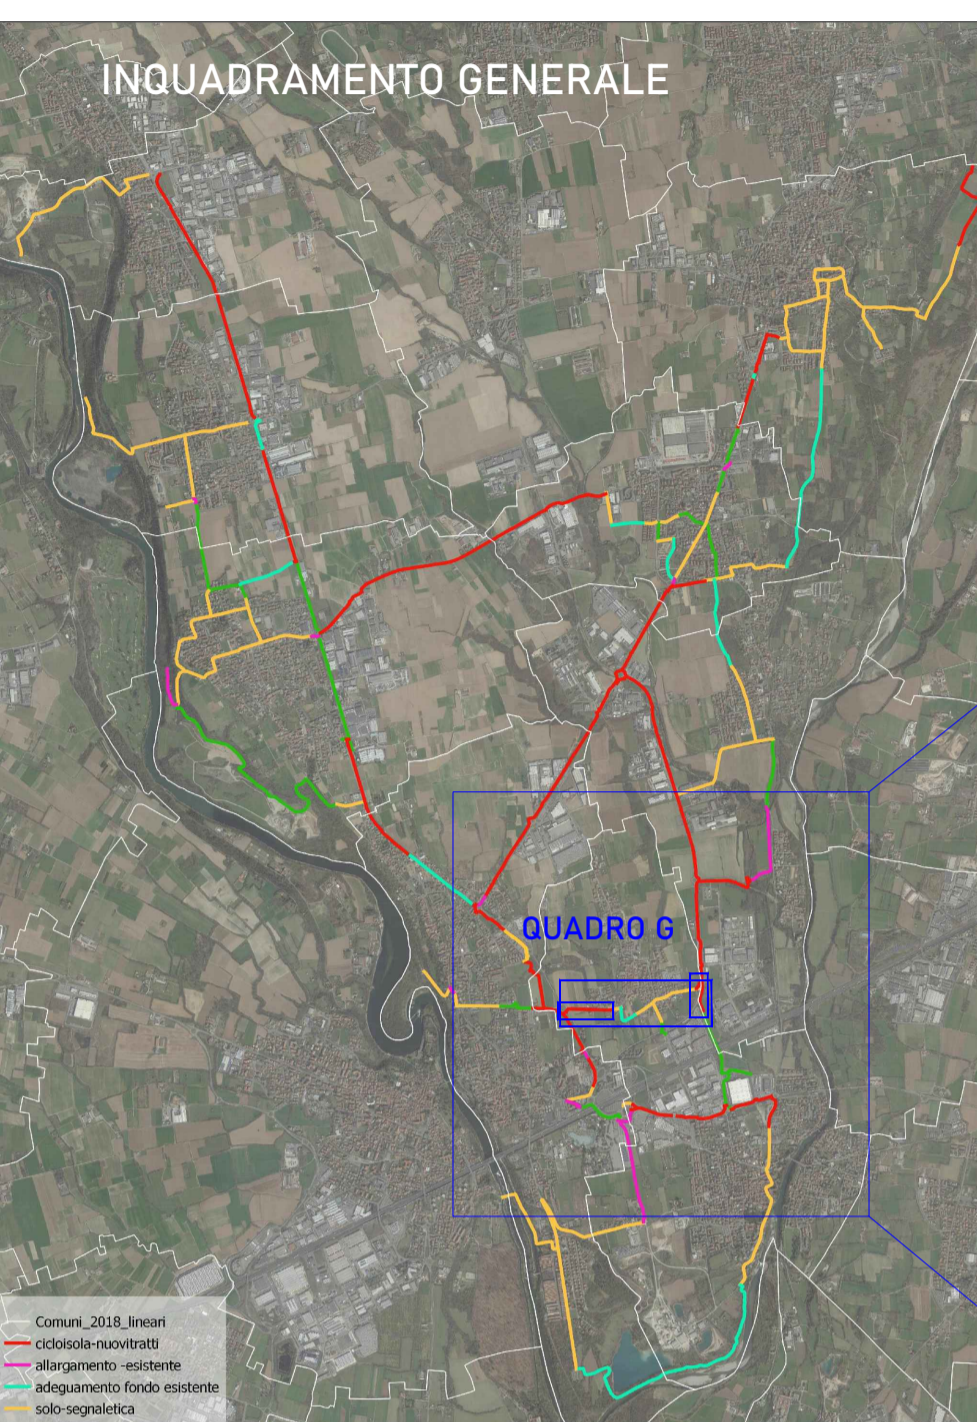 INQUADRAMENTO GENERALE
QUADRO G
Comuni_2018_lineari
cicloisola-nuovitratti
allargamento -esistente
adeguamento fondo esistente
solo-segnaletica